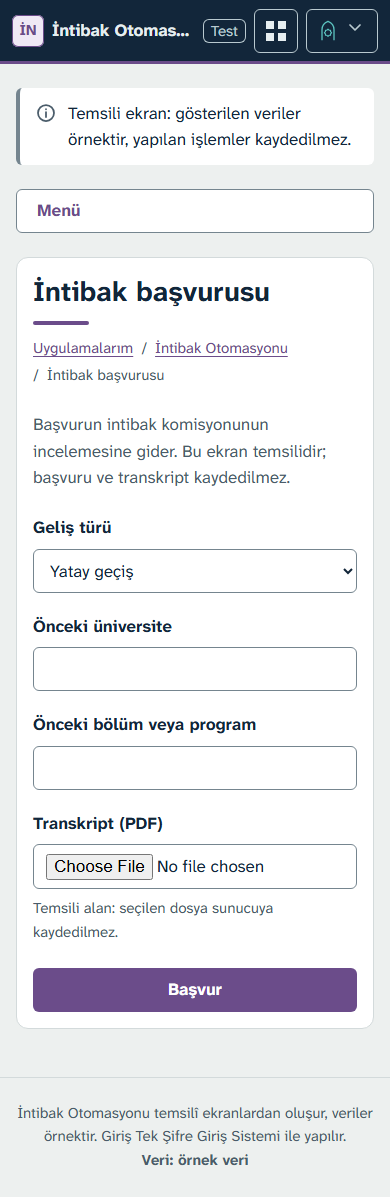 İN İntibak Otomas... Test
Temsili ekran: gösterilen veriler
örnektir, yapılan işlemler kaydedilmez.
Menü
İntibak başvurusu
Uygulamalarım / İntibak Otomasyonu
/ İntibak başvurusu
Başvurun intibak komisyonunun
incelemesine gider. Bu ekran temsilidir;
başvuru ve transkript kaydedilmez.
Geliş türü
Yatay geçiş
Önceki üniversite
Önceki bölüm veya program
Transkript (PDF)
Choose File No file chosen
Temsili alan: seçilen dosya sunucuya
kaydedilmez.
Başvur
İntibak Otomasyonu temsilî ekranlardan oluşur, veriler
örnektir. Giriş Tek Şifre Giriş Sistemi ile yapılır.
Veri: örnek veri